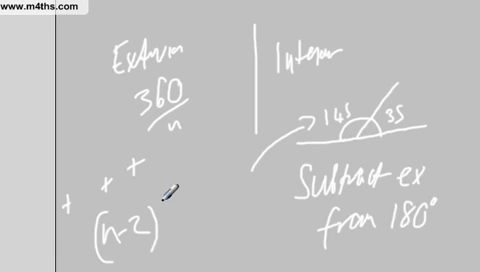 www.m4ths.com
Exterior
Interior
360
n
145 35
+ + +
(n-2)
Subtract ex
from 180°